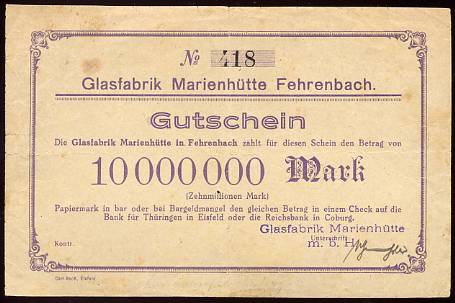 № 418
Glasfabrik Marienhütte Fehrenbach.
Gutschein
Die Glasfabrik Marienhütte in Fehrenbach zahlt für diesen Schein den Betrag von
10 000 000 Mark
(Zehnmillionen Mark)
Papiermark in bar oder bei Bargeldmangel den gleichen Betrag in einem Check auf die
Bank für Thüringen in Eisfeld oder die Reichsbank in Coburg.
Glasfabrik Marienhütte
Unterschrift
m. b. H.
Kontr.